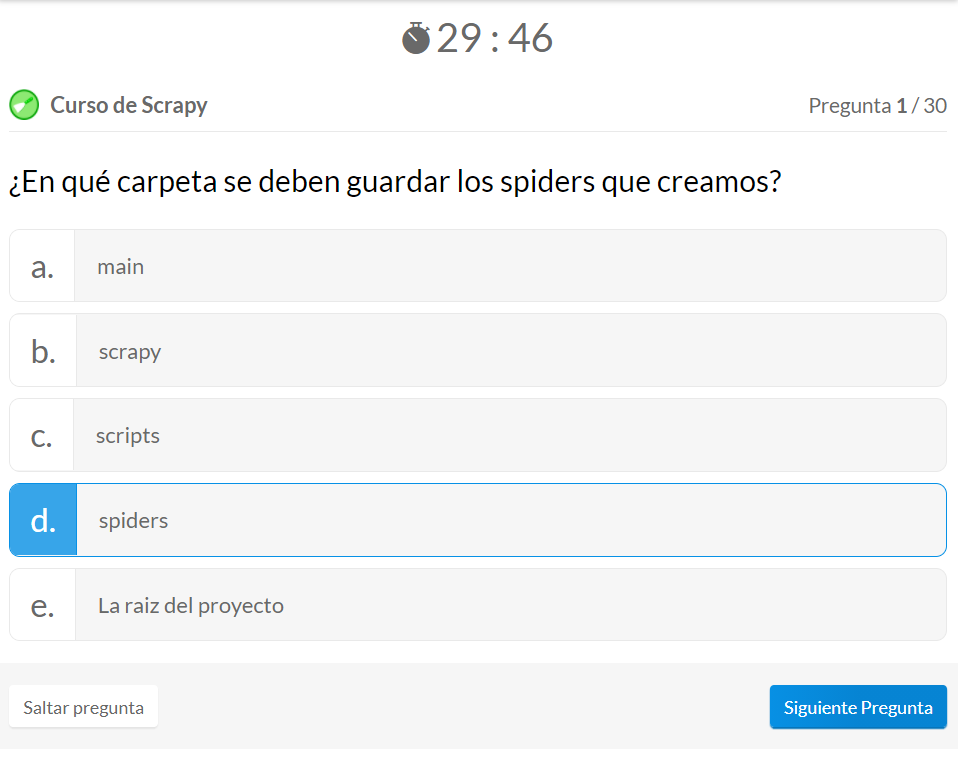 29 : 46
Curso de Scrapy
Pregunta 1 / 30
¿En qué carpeta se deben guardar los spiders que creamos?
a. main
b. scrapy
c. scripts
d. spiders
e. La raiz del proyecto
Saltar pregunta
Siguiente Pregunta